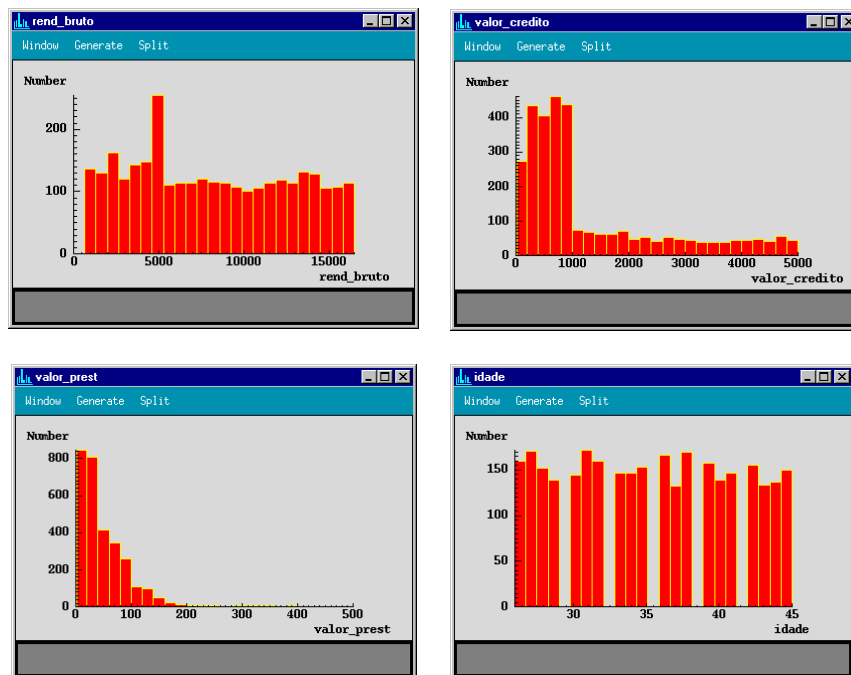 rend_bruto
Window Generate Split
Number
200
100
0
0 5000 10000 15000
rend_bruto
valor_credito
Window Generate Split
Number
400
300
200
100
0
0 1000 2000 3000 4000 5000
valor_credito
valor_prest
Window Generate Split
Number
800
600
400
200
0
0 100 200 300 400 500
valor_prest
idade
Window Generate Split
Number
150
100
50
0
30 35 40 45
idade